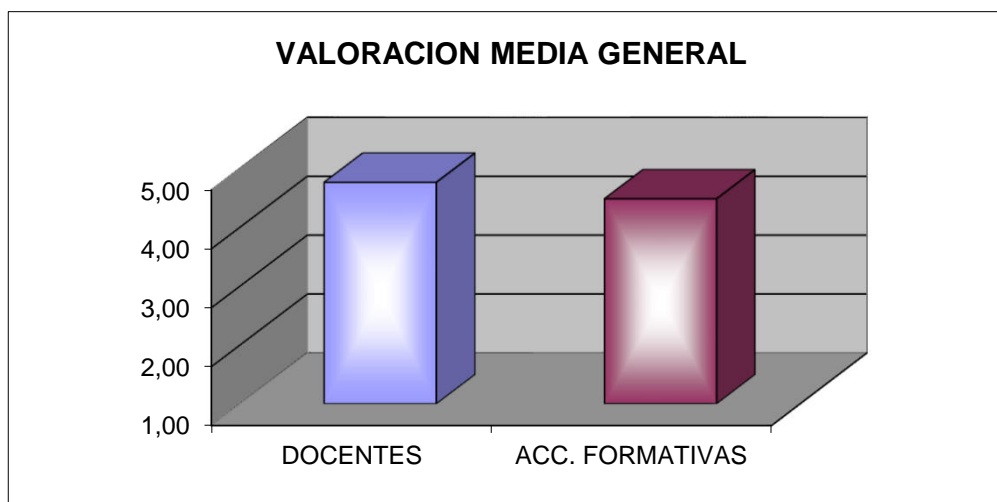 VALORACION MEDIA GENERAL
5,00
4,00
3,00
2,00
1,00
DOCENTES
ACC. FORMATIVAS